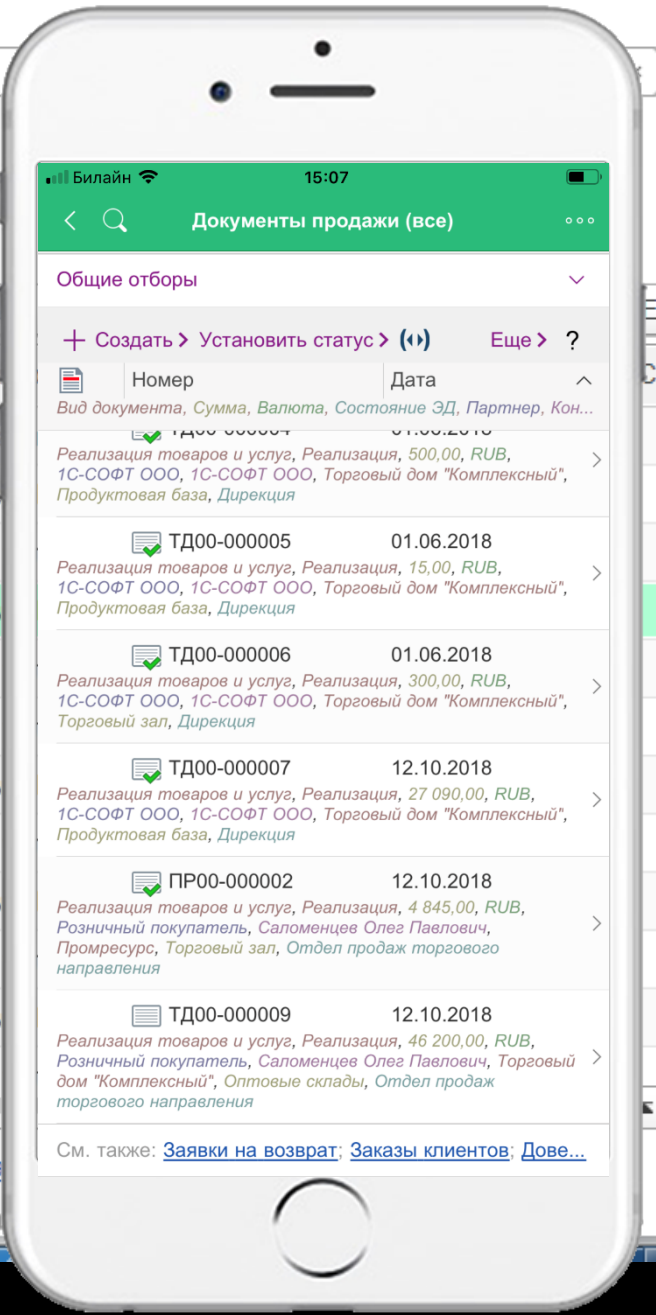 Билайн 15:07
Документы продажи (все)
Общие отборы
Создать Установить статус Еще ?
Номер Дата
Вид документа, Сумма, Валюта, Состояние ЭД, Партнер, Кон...
Реализация товаров и услуг, Реализация, 500,00, RUB,
1С-СОФТ ООО, 1С-СОФТ ООО, Торговый дом "Комплексный",
Продуктовая база, Дирекция
ТД00-000005 01.06.2018
Реализация товаров и услуг, Реализация, 15,00, RUB,
1С-СОФТ ООО, 1С-СОФТ ООО, Торговый дом "Комплексный",
Продуктовая база, Дирекция
ТД00-000006 01.06.2018
Реализация товаров и услуг, Реализация, 300,00, RUB,
1С-СОФТ ООО, 1С-СОФТ ООО, Торговый дом "Комплексный",
Торговый зал, Дирекция
ТД00-000007 12.10.2018
Реализация товаров и услуг, Реализация, 27 090,00, RUB,
1С-СОФТ ООО, 1С-СОФТ ООО, Торговый дом "Комплексный",
Продуктовая база, Дирекция
ПР00-000002 12.10.2018
Реализация товаров и услуг, Реализация, 4 845,00, RUB,
Розничный покупатель, Саломенцев Олег Павлович,
Промресурс, Торговый зал, Отдел продаж торгового
направления
ТД00-000009 12.10.2018
Реализация товаров и услуг, Реализация, 46 200,00, RUB,
Розничный покупатель, Саломенцев Олег Павлович, Торговый
дом "Комплексный", Оптовые склады, Отдел продаж
торгового направления
См. также: Заявки на возврат; Заказы клиентов; Дове...